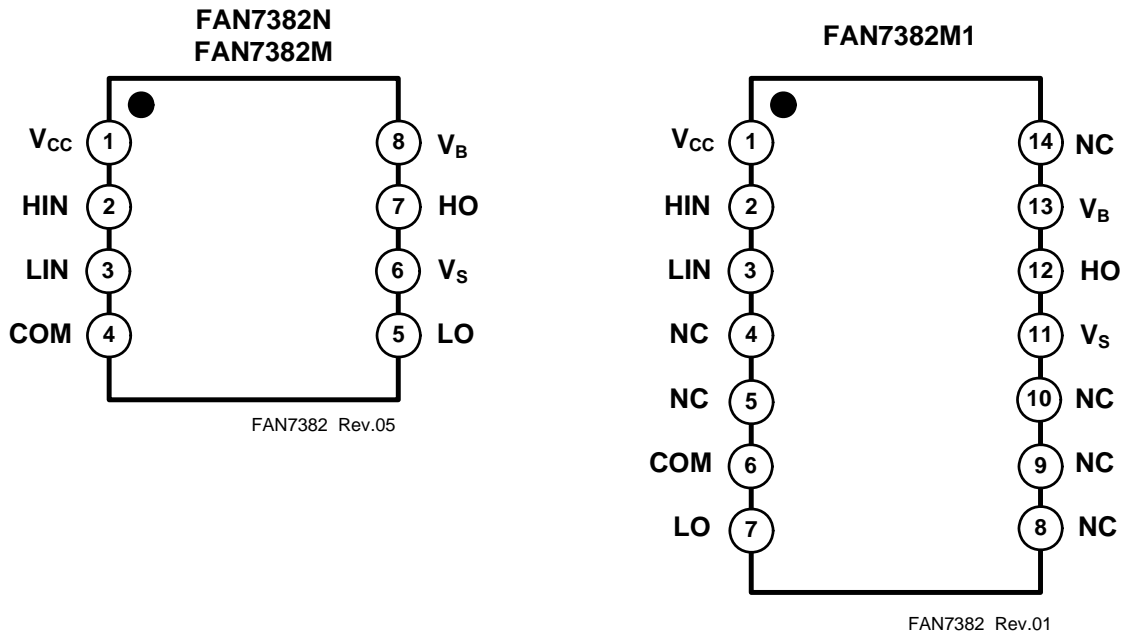 FAN7382N
FAN7382M
VCC 1 8 VB
HIN 2 7 HO
LIN 3 6 VS
COM 4 5 LO
FAN7382 Rev.05
FAN7382M1
VCC 1 14 NC
HIN 2 13 VB
LIN 3 12 HO
NC 4 11 VS
NC 5 10 NC
COM 6 9 NC
LO 7 8 NC
FAN7382 Rev.01